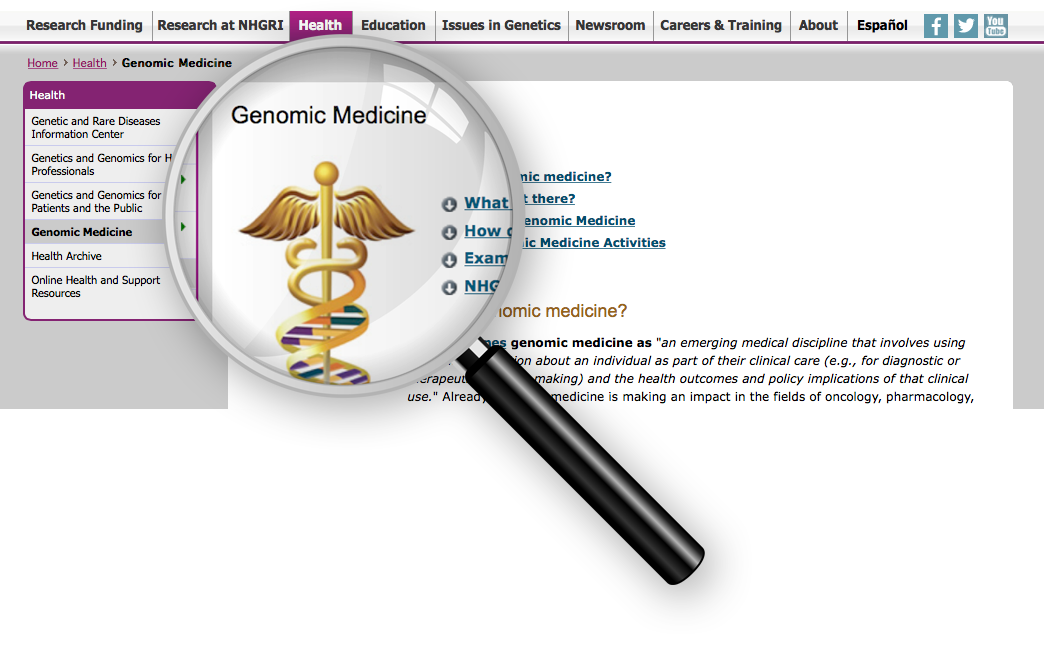 Research Funding
Research at NHGRI
Health
Education
Issues in Genetics
Newsroom
Careers & Training
About
Español
You
Tube
Home › Health › Genomic Medicine
Health
Genetic and Rare Diseases
Information Center
Genetics and Genomics for H
Professionals
Genetics and Genomics for
Patients and the Public
Genomic Medicine
Health Archive
Online Health and Support
Resources
Genomic Medicine
What mic medicine?
How t there?
Exam enomic Medicine
NHG ic Medicine Activities
nomic medicine?
nes genomic medicine as "an emerging medical discipline that involves using
ion about an individual as part of their clinical care (e.g., for diagnostic or
making) and the health outcomes and policy implications of that clinical
use." Already medicine is making an impact in the fields of oncology, pharmacology,